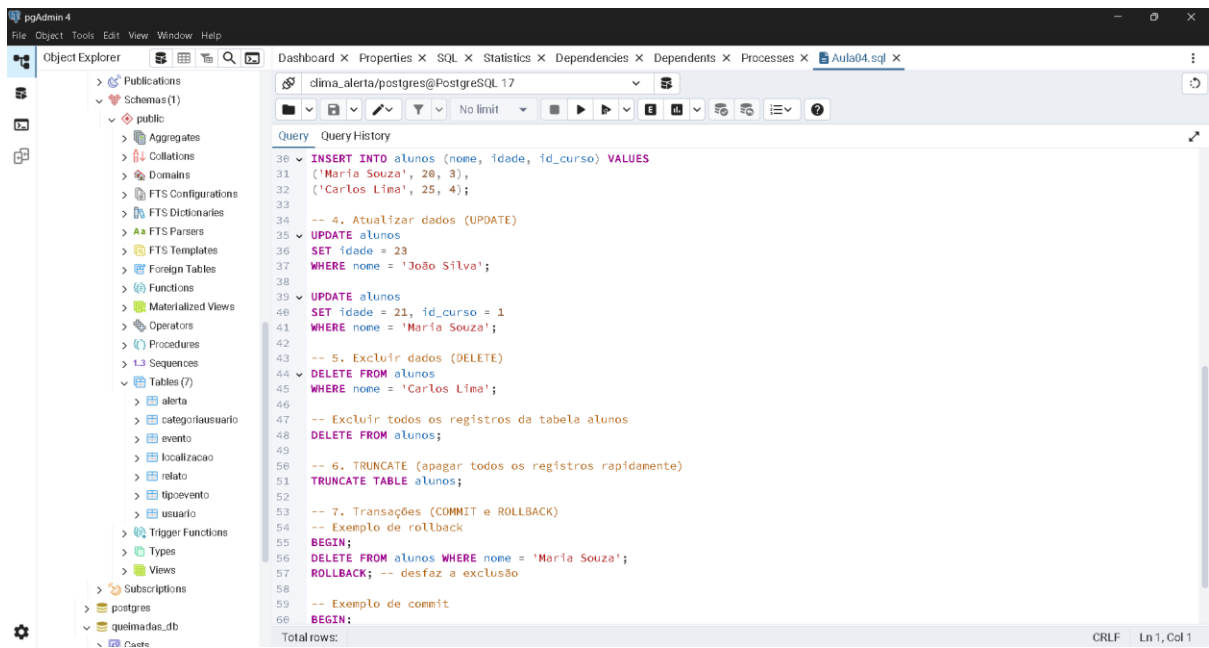 pgAdmin 4
File Object Tools Edit View Window Help
Object Explorer
Dashboard X Properties X SQL X Statistics X Dependencies X Dependents X Processes X Aula04.sql X
Publications
clima_alerta/postgres@PostgreSQL 17
Schemas (1)
public
No limit
Aggregates
Query Query History
Collations
Domains
FTS Configurations
FTS Dictionaries
FTS Parsers
FTS Templates
Foreign Tables
Functions
Materialized Views
Operators
Procedures
1.3 Sequences
Tables (7)
alerta
categoriausuario
evento
localizacao
relato
tipoevento
usuario
Trigger Functions
Types
Views
Subscriptions
postgres
queimadas_db
Casts
30 INSERT INTO alunos (nome, idade, id_curso) VALUES
31 ('Maria Souza', 20, 3),
32 ('Carlos Lima', 25, 4);
33
34 -- 4. Atualizar dados (UPDATE)
35 UPDATE alunos
36 SET idade = 23
37 WHERE nome = 'João Silva';
38
39 UPDATE alunos
40 SET idade = 21, id_curso = 1
41 WHERE nome = 'Maria Souza';
42
43 -- 5. Excluir dados (DELETE)
44 DELETE FROM alunos
45 WHERE nome = 'Carlos Lima';
46
47 -- Excluir todos os registros da tabela alunos
48 DELETE FROM alunos;
49
50 -- 6. TRUNCATE (apagar todos os registros rapidamente)
51 TRUNCATE TABLE alunos;
52
53 -- 7. Transações (COMMIT e ROLLBACK)
54 -- Exemplo de rollback
55 BEGIN;
56 DELETE FROM alunos WHERE nome = 'Maria Souza';
57 ROLLBACK; -- desfaz a exclusão
58
59 -- Exemplo de commit
60 BEGIN;
Total rows:
CRLF Ln 1, Col 1